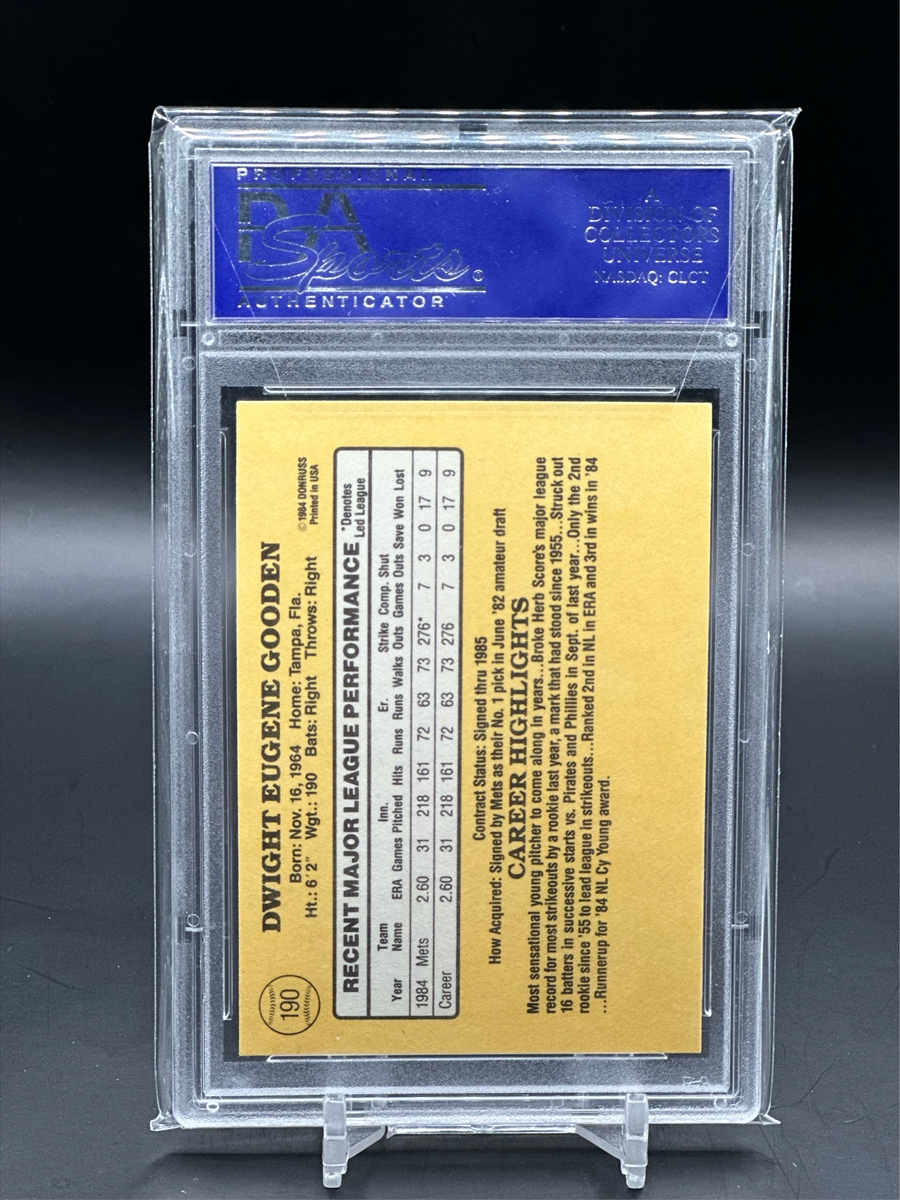 PROFESSIONAL
PSA
Sports
AUTHENTICATOR
A
DIVISION OF
COLLECTORS
UNIVERSE
NASDAQ: CLCT
190
DWIGHT EUGENE GOODEN
Born: Nov. 16, 1964 Home: Tampa, Fla.
Ht.: 6' 2" Wgt.: 190 Bats: Right Throws: Right
© 1984 DONRUSS
Printed in USA
RECENT MAJOR LEAGUE PERFORMANCE
*Denotes
Led League
Year Team Name ERA Games Inn. Pitched Hits Runs Er. Runs Walks Strike Outs Comp. Games Shut Outs Save Won Lost
1984 Mets 2.60 31 218 161 72 63 73 276* 7 3 0 17 9
Career 2.60 31 218 161 72 63 73 276 7 3 0 17 9
Contract Status: Signed thru 1985
How Acquired: Signed by Mets as their No. 1 pick in June '82 amateur draft
CAREER HIGHLIGHTS
Most sensational young pitcher to come along in years...Broke Herb Score's major league
record for most strikeouts by a rookie last year, a mark that had stood since 1955...Struck out
16 batters in successive starts vs. Pirates and Phillies in Sept. of last year...Only the 2nd
rookie since '55 to lead league in strikeouts...Ranked 2nd in NL in ERA and 3rd in wins in '84
...Runnerup for '84 NL Cy Young award.